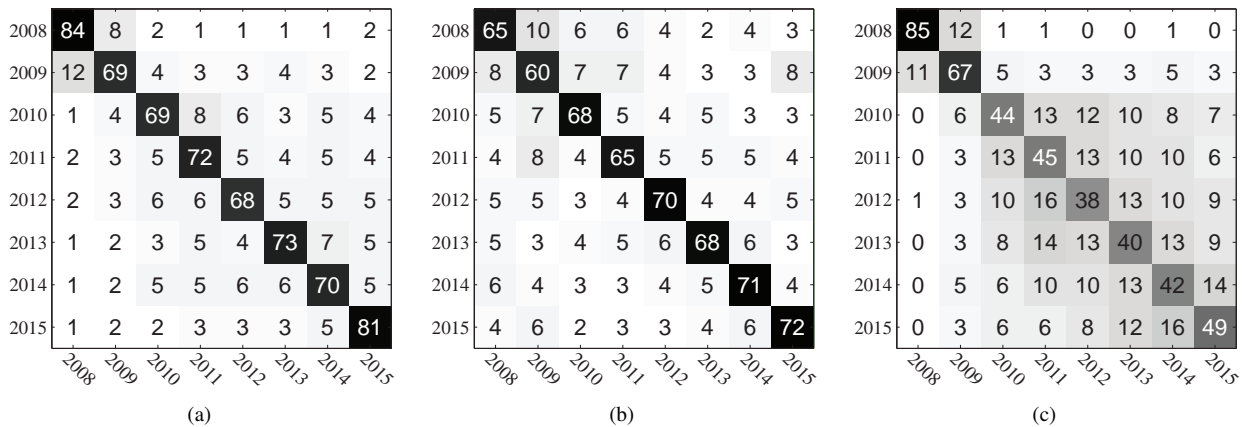 2008 84 8 2 1 1 1 1 2
2009 12 69 4 3 3 4 3 2
2010 1 4 69 8 6 3 5 4
2011 2 3 5 72 5 4 5 4
2012 2 3 6 6 68 5 5 5
2013 1 2 3 5 4 73 7 5
2014 1 2 5 5 6 6 70 5
2015 1 2 2 3 3 3 5 81
2008 2009 2010 2011 2012 2013 2014 2015
(a)
2008 65 10 6 6 4 2 4 3
2009 8 60 7 7 4 3 3 8
2010 5 7 68 5 4 5 3 3
2011 4 8 4 65 5 5 5 4
2012 5 5 3 4 70 4 4 5
2013 5 3 4 5 6 68 6 3
2014 6 4 3 3 4 5 71 4
2015 4 6 2 3 3 4 6 72
2008 2009 2010 2011 2012 2013 2014 2015
(b)
2008 85 12 1 1 0 0 1 0
2009 11 67 5 3 3 3 5 3
2010 0 6 44 13 12 10 8 7
2011 0 3 13 45 13 10 10 6
2012 1 3 10 16 38 13 10 9
2013 0 3 8 14 13 40 13 9
2014 0 5 6 10 10 13 42 14
2015 0 3 6 6 8 12 16 49
2008 2009 2010 2011 2012 2013 2014 2015
(c)